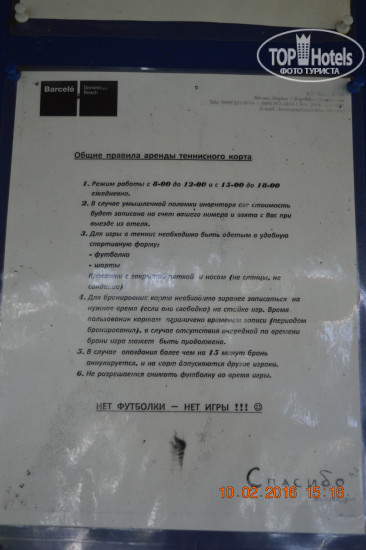 TOP Hotels
ФОТО ТУРИСТА
Barceló
Dominican Beach
Общие правила аренды теннисного корта
1. Режим работы с 8-00 до 12-00 и с 15-00 до 18-00
ежедневно.
2. В случае умышленной поломки инвентаря его стоимость
будет записана на счет вашего номера и взята с Вас при
выезде из отеля.
3. Для игры в теннис необходимо быть одетым в удобную
спортивную форму:
- футболка
- шорты
с закрытой пяткой и носом (не сланцы, не
сандалии)
4. Для бронирования корта необходимо заранее записаться на
нужное время (если оно свободно) на стойке игр. Время
пользования кортом ограничено временем записи (периодом
бронирования), в случае отсутствия очередной по времени
брони игра может быть продолжена.
5. В случае опоздания более чем на 15 минут бронь
аннулируется, и на корт допускаются другие игроки.
6. Не разрешается снимать футболку во время игры.
НЕТ ФУТБОЛКИ – НЕТ ИГРЫ !!! ☺
Спасибо
10.02.2016 15:16